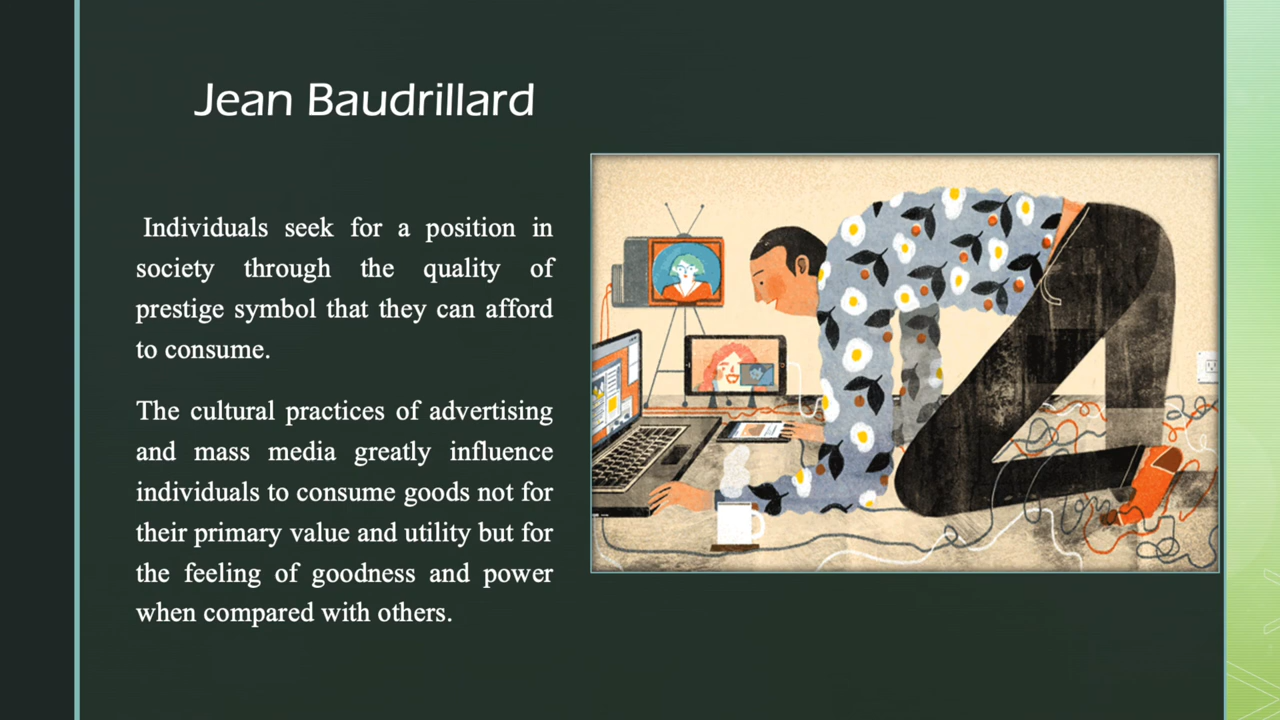 Jean Baudrillard
Individuals seek for a position in
society through the quality of
prestige symbol that they can afford
to consume.
The cultural practices of advertising
and mass media greatly influence
individuals to consume goods not for
their primary value and utility but for
the feeling of goodness and power
when compared with others.